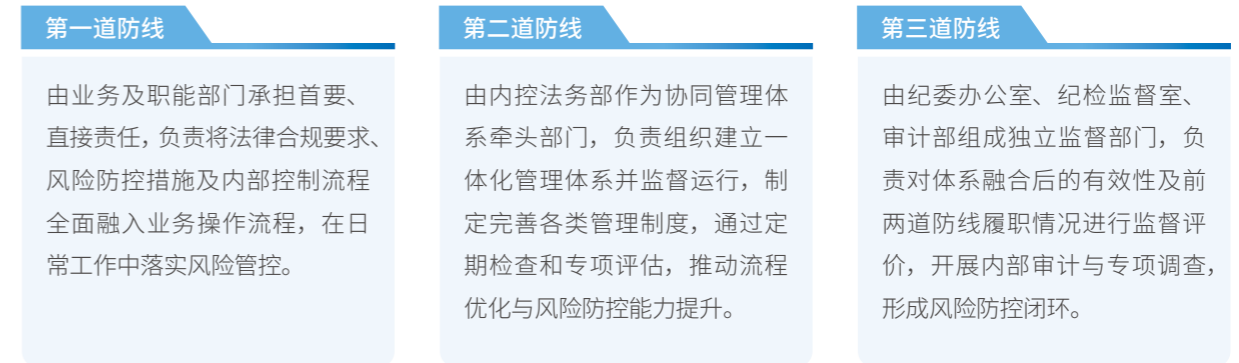 第一道防线
由业务及职能部门承担首要、
直接责任，负责将法律合规要求、
风险防控措施及内部控制流程
全面融入业务操作流程，在日
常工作中落实风险管控。
第二道防线
由内控法务部作为协同管理体
系牵头部门，负责组织建立一
体化管理体系并监督运行，制
定完善各类管理制度，通过定
期检查和专项评估，推动流程
优化与风险防控能力提升。
第三道防线
由纪委办公室、纪检监督室、
审计部组成独立监督部门，负
责对体系融合后的有效性及前
两道防线履职情况进行监督评
价，开展内部审计与专项调查，
形成风险防控闭环。